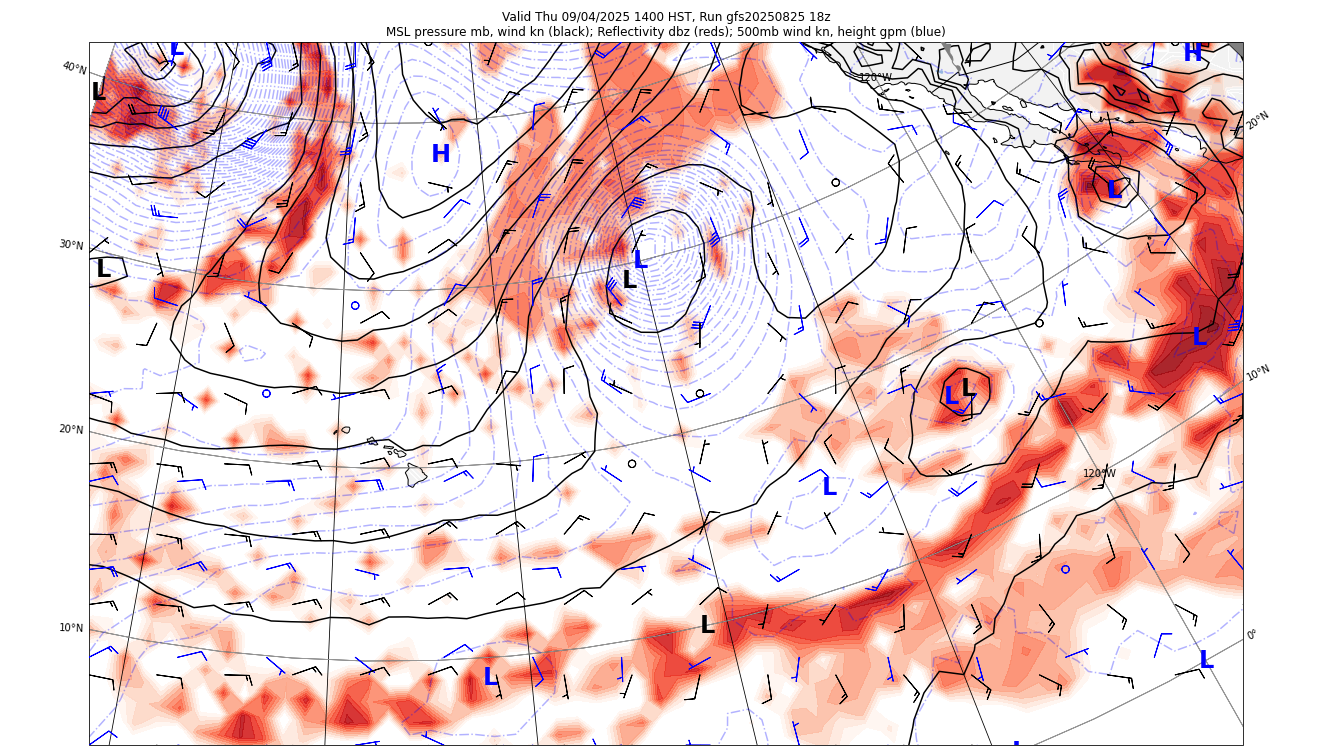 Valid Thu 09/04/2025 1400 HST, Run gfs20250825 18z
MSL pressure mb, wind kn (black); Reflectivity dbz (reds); 500mb wind kn, height gpm (blue)
L
H
40°N
120°W
L
20°N
H
L
30°N
L
L
L
L
10°N
L
L
20°N
120°W
L
10°N
L
0°
L
L